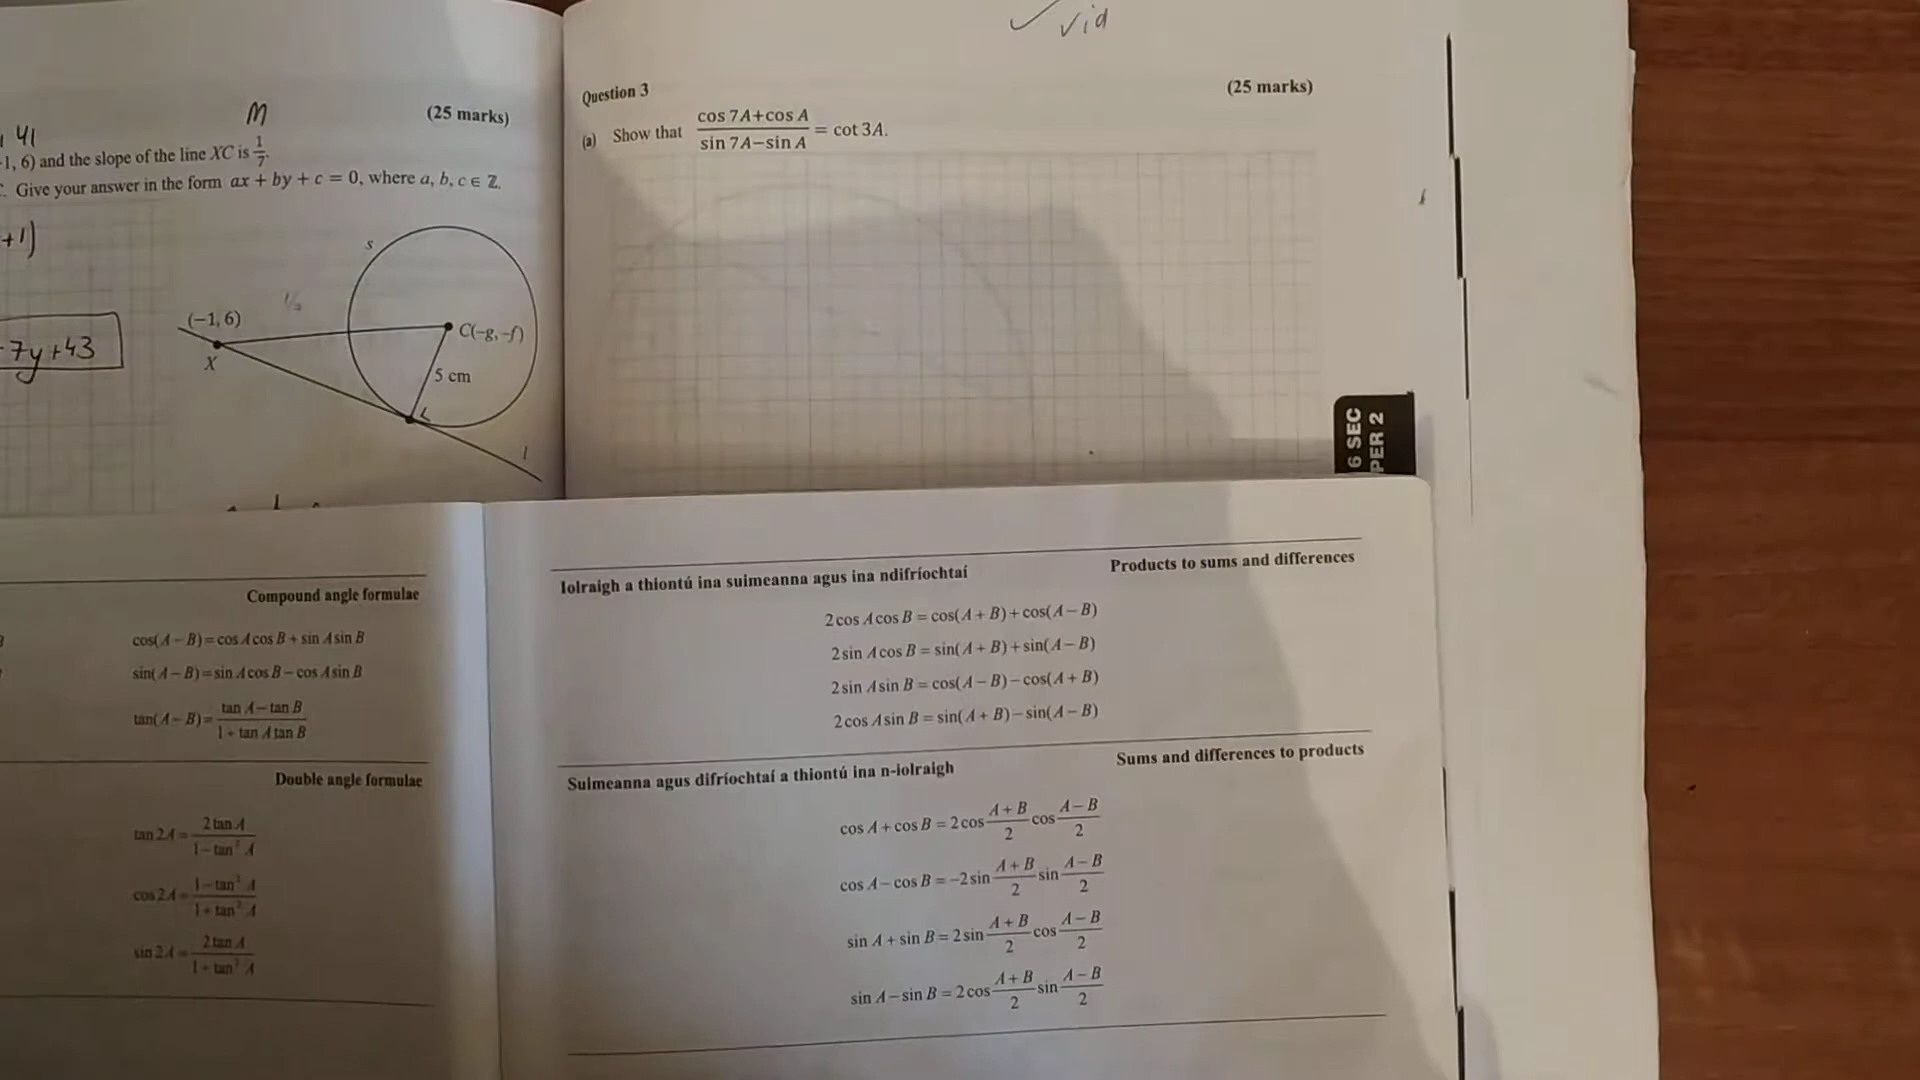 M
(25 marks)
41
-1, 6) and the slope of the line XC is 1/7.
Give your answer in the form ax + by + c = 0, where a, b, c ∈ ℤ.
+1)
7y+43
s
(−1, 6)
X
C(−g, −f)
5 cm
l
✓ vid
Question 3
(25 marks)
(a) Show that (cos 7A+cos A)/(sin 7A−sin A) = cot 3A.
6 SEC
PER 2
Compound angle formulae
cos(A − B) = cos A cos B + sin A sin B
sin(A − B) = sin A cos B − cos A sin B
tan(A − B) = (tan A − tan B)/(1 + tan A tan B)
Double angle formulae
tan 2A = (2 tan A)/(1 − tan² A)
cos 2A = (1 − tan² A)/(1 + tan² A)
sin 2A = (2 tan A)/(1 + tan² A)
Iolraigh a thiontú ina suimeanna agus ina ndifríochtaí
Products to sums and differences
2 cos A cos B = cos(A + B) + cos(A − B)
2 sin A cos B = sin(A + B) + sin(A − B)
2 sin A sin B = cos(A − B) − cos(A + B)
2 cos A sin B = sin(A + B) − sin(A − B)
Suimeanna agus difríochtaí a thiontú ina n-iolraigh
Sums and differences to products
cos A + cos B = 2 cos (A + B)/2 cos (A − B)/2
cos A − cos B = −2 sin (A + B)/2 sin (A − B)/2
sin A + sin B = 2 sin (A + B)/2 cos (A − B)/2
sin A − sin B = 2 cos (A + B)/2 sin (A − B)/2